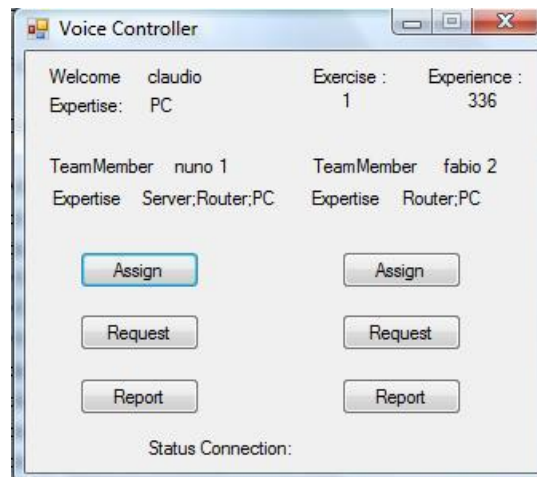 Voice Controller
Welcome claudio Exercise : Experience :
Expertise: PC 1 336
TeamMember nuno 1 TeamMember fabio 2
Expertise Server;Router;PC Expertise Router;PC
Assign Assign
Request Request
Report Report
Status Connection: